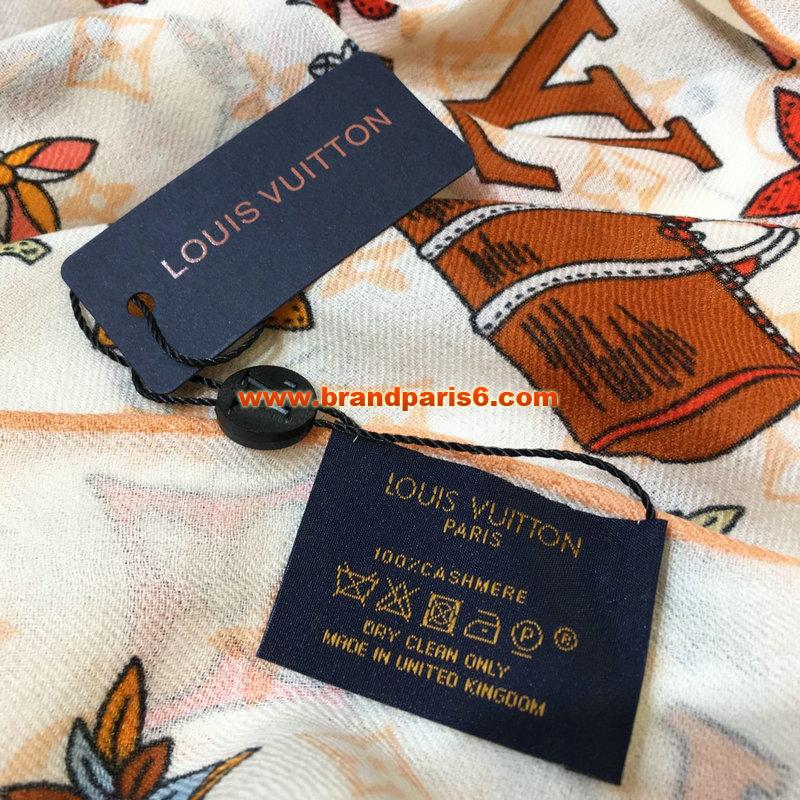 LOUIS VUITTON
www.brandparis6.com
LOUIS VUITTON
PARIS
100%CASHMERE
P ®
DRY CLEAN ONLY
MADE IN UNITED KINGDOM